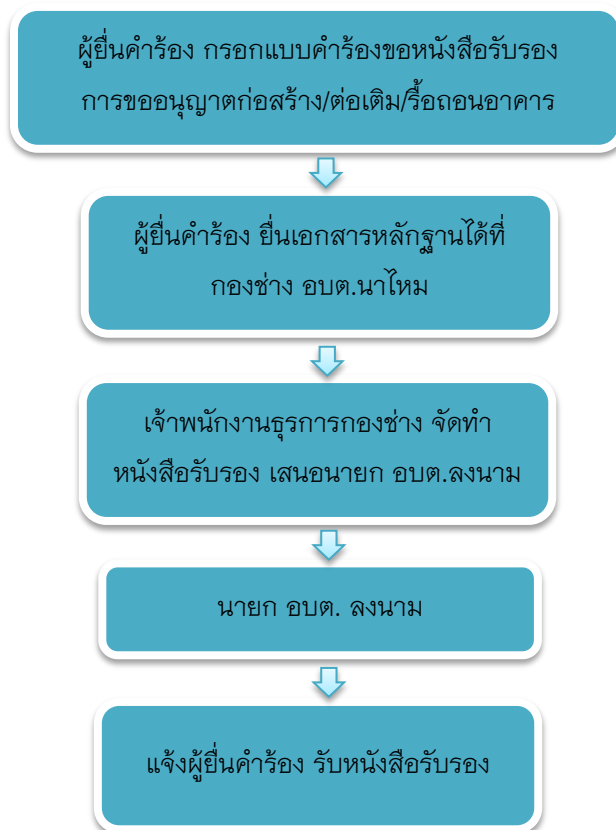 ผู้ยื่นคำร้อง กรอกแบบคำร้องขอหนังสือรับรอง
การขออนุญาตก่อสร้าง/ต่อเติม/รื้อถอนอาคาร
ผู้ยื่นคำร้อง ยื่นเอกสารหลักฐานได้ที่
กองช่าง อบต.นาไหม
เจ้าพนักงานธุรการกองช่าง จัดทำ
หนังสือรับรอง เสนอนายก อบต.ลงนาม
นายก อบต. ลงนาม
แจ้งผู้ยื่นคำร้อง รับหนังสือรับรอง